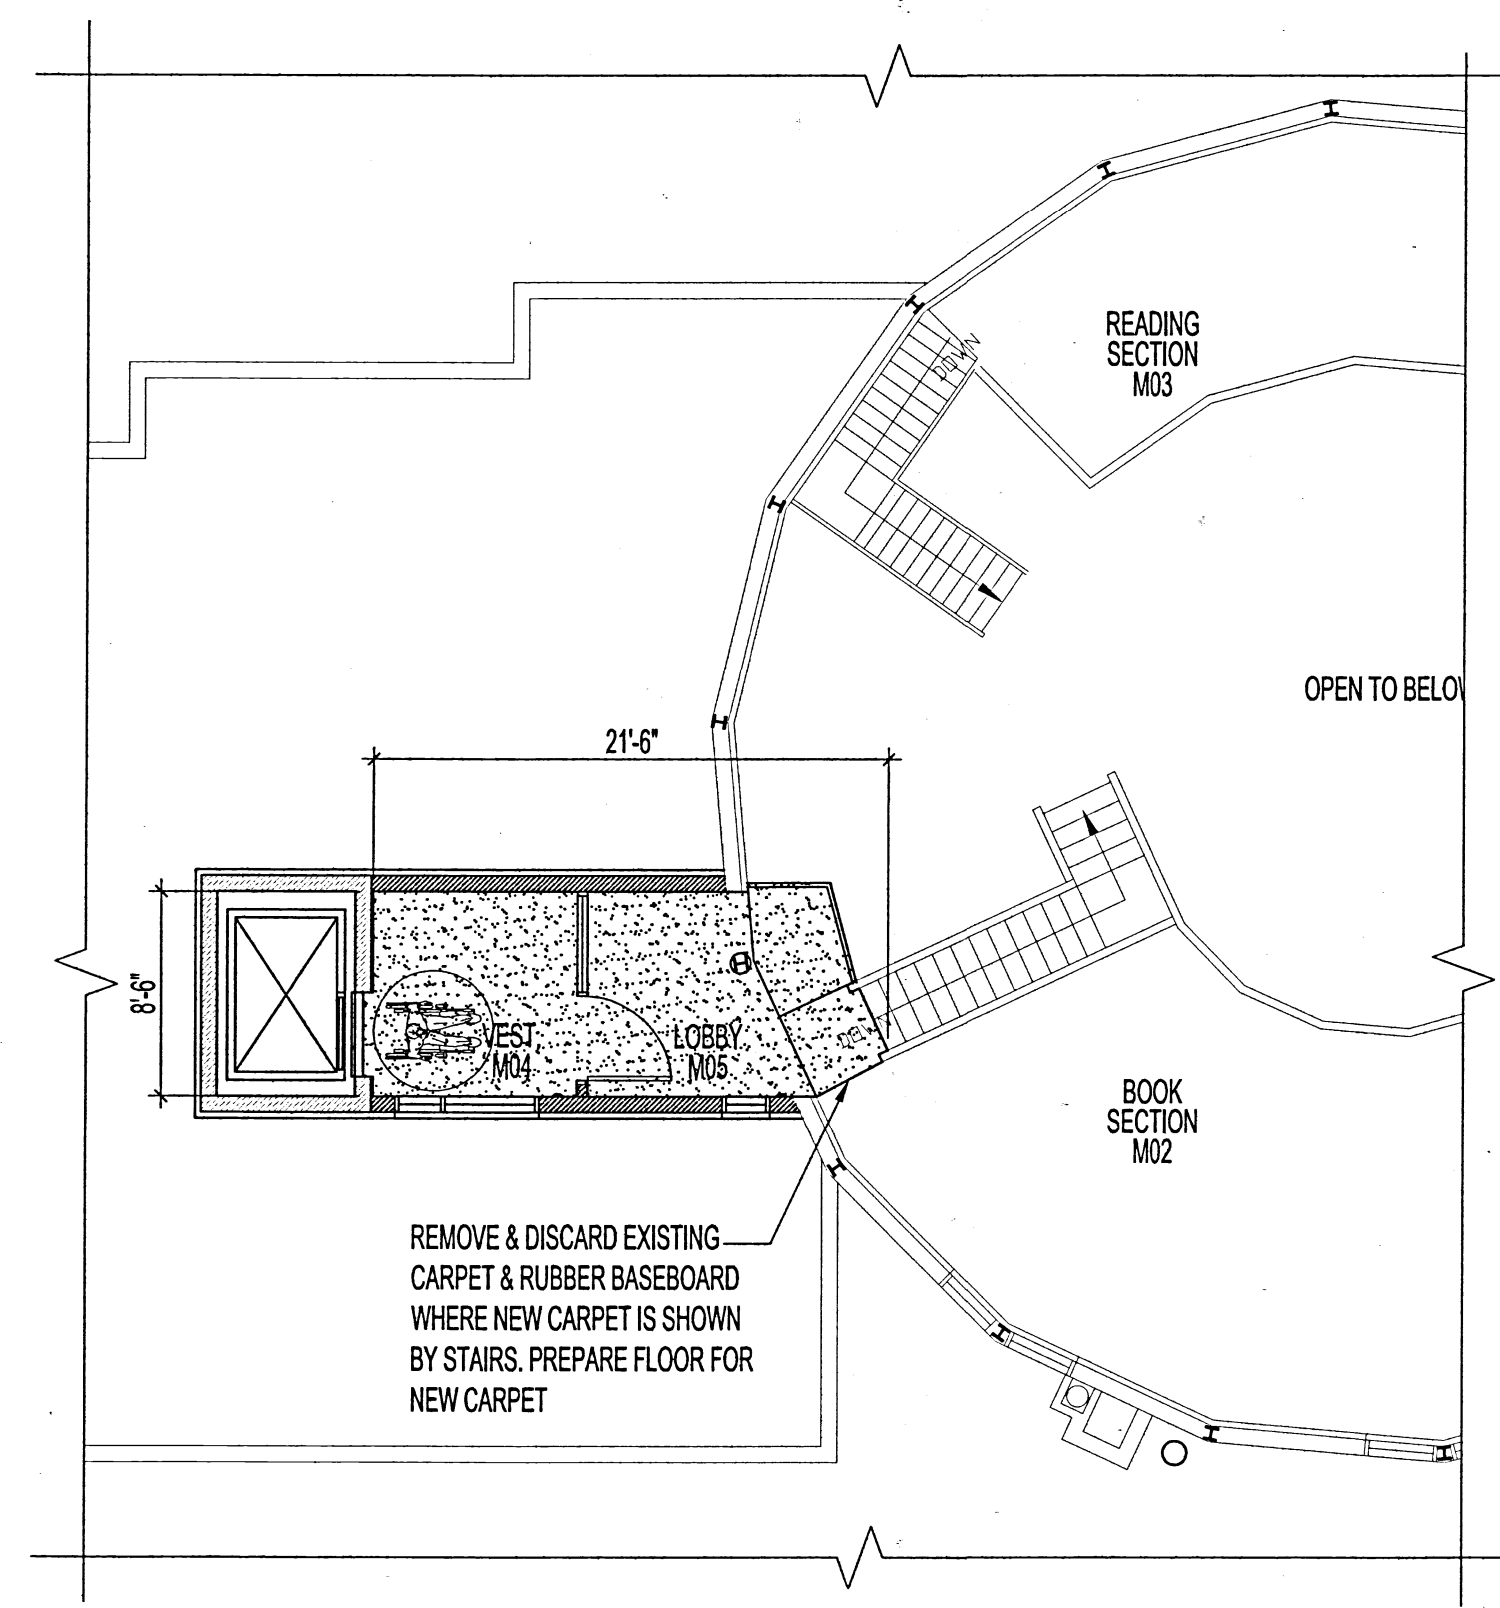 READING
SECTION
M03
DOWN
OPEN TO BELOW
21'-6"
8'-6"
VEST.
M04
LOBBY
M05
DOWN
BOOK
SECTION
M02
REMOVE & DISCARD EXISTING
CARPET & RUBBER BASEBOARD
WHERE NEW CARPET IS SHOWN
BY STAIRS. PREPARE FLOOR FOR
NEW CARPET